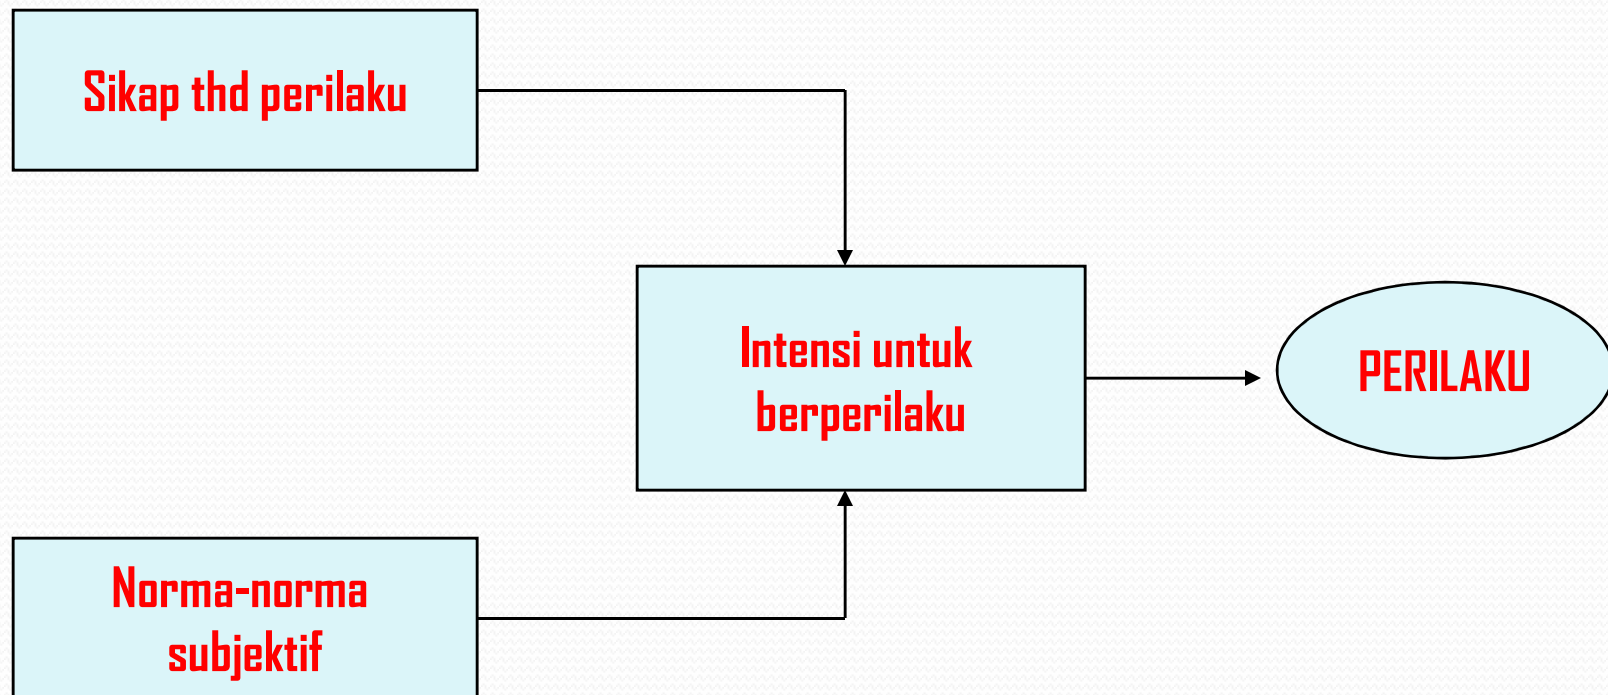 Sikap thd perilaku
Intensi untuk
berperilaku
PERILAKU
Norma-norma
subjektif